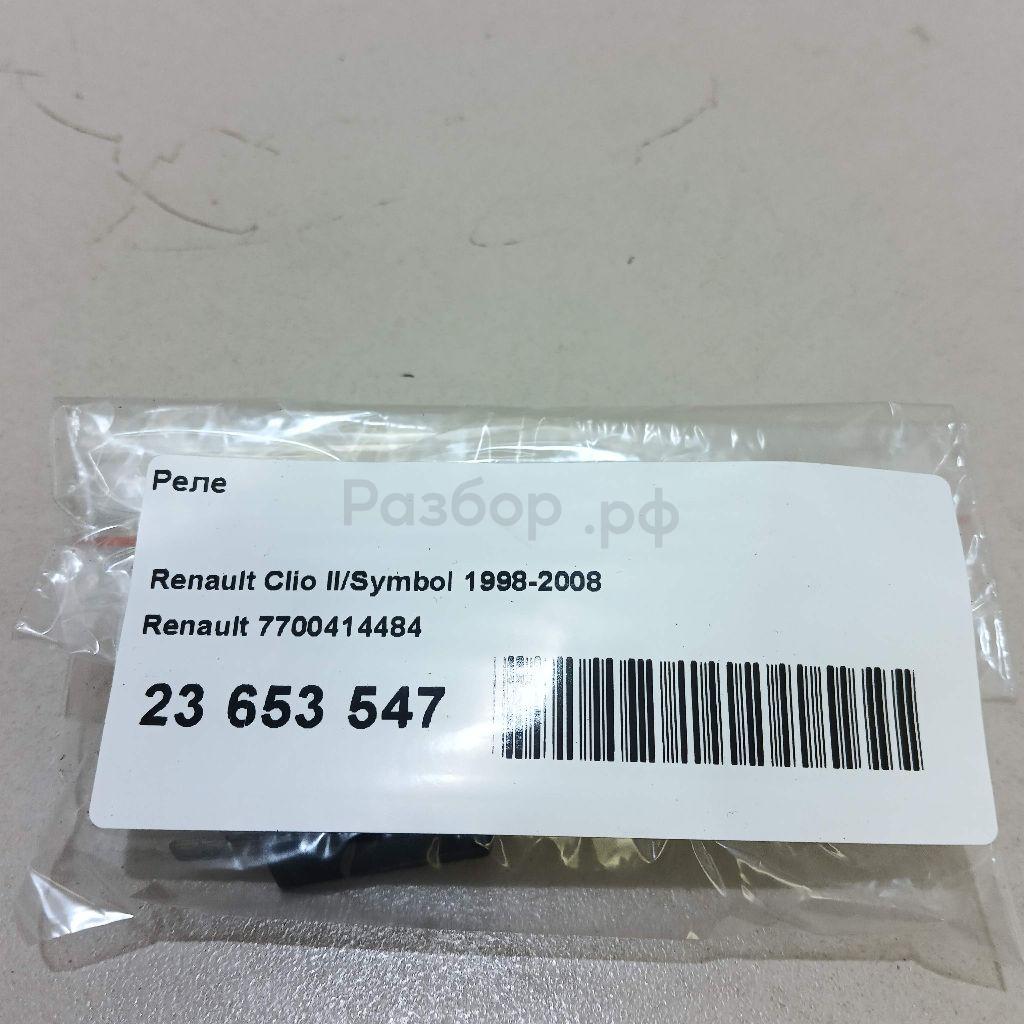 Реле
Разбор.рф
Renault Clio II/Symbol 1998-2008
Renault 7700414484
23 653 547